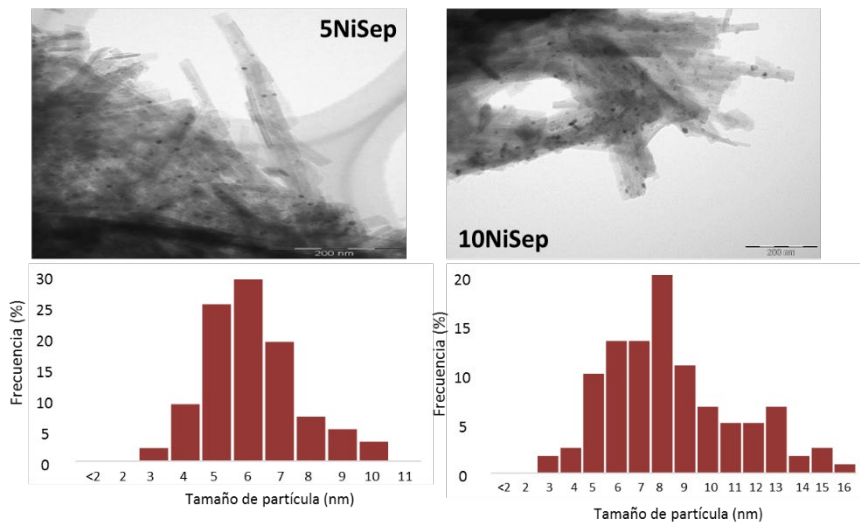 5NiSep
200 nm
10NiSep
200 nm
Frecuencia (%)
30
25
20
15
10
5
0
<2 2 3 4 5 6 7 8 9 10 11
Tamaño de partícula (nm)
Frecuencia (%)
20
15
10
5
0
<2 2 3 4 5 6 7 8 9 10 11 12 13 14 15 16
Tamaño de partícula (nm)